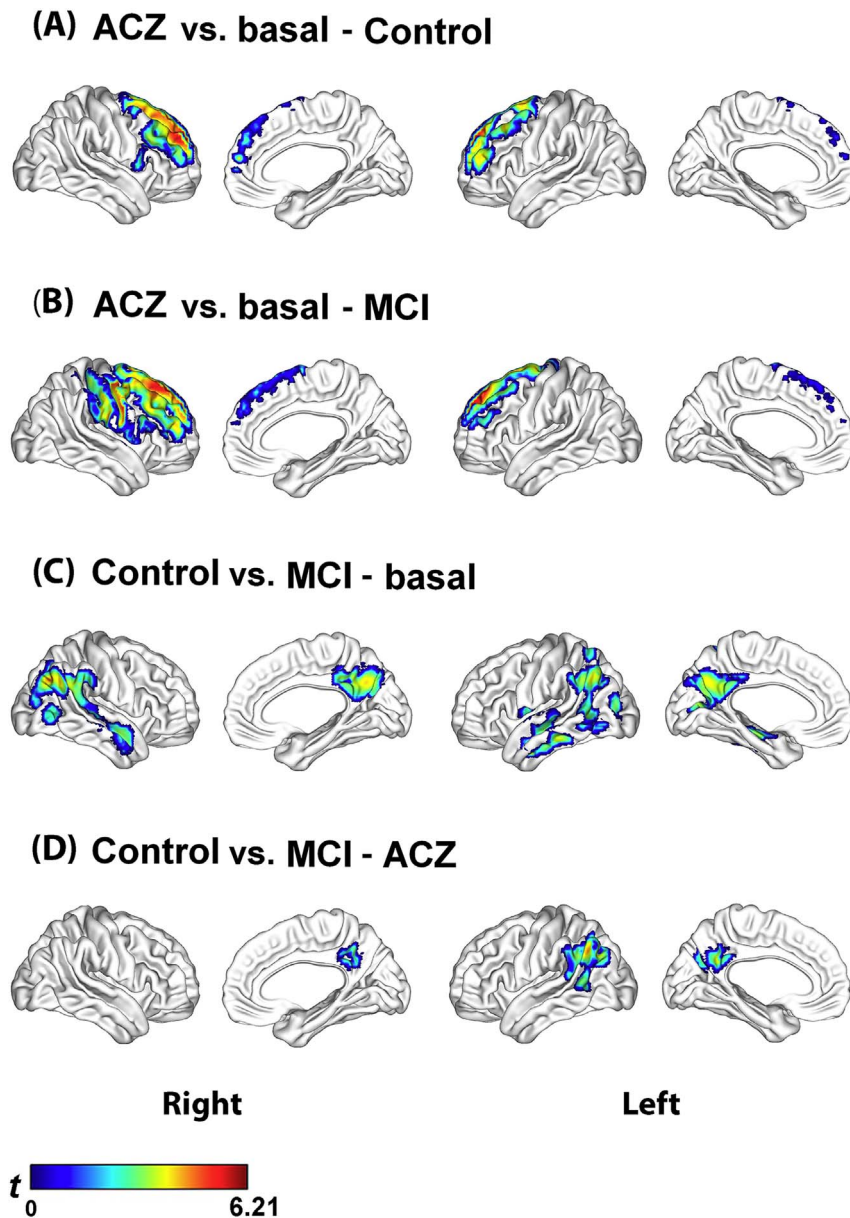 (A) ACZ vs. basal - Control
(B) ACZ vs. basal - MCI
(C) Control vs. MCI - basal
(D) Control vs. MCI - ACZ
Right Left
t
0 6.21